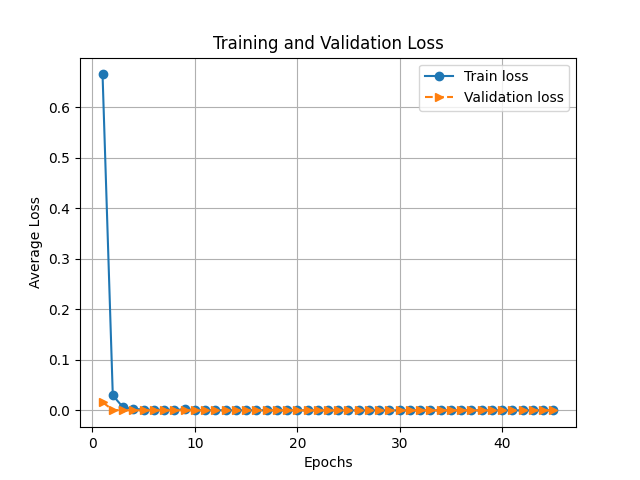 Training and Validation Loss
Train loss
Validation loss
Average Loss
0.6
0.5
0.4
0.3
0.2
0.1
0.0
0 10 20 30 40
Epochs